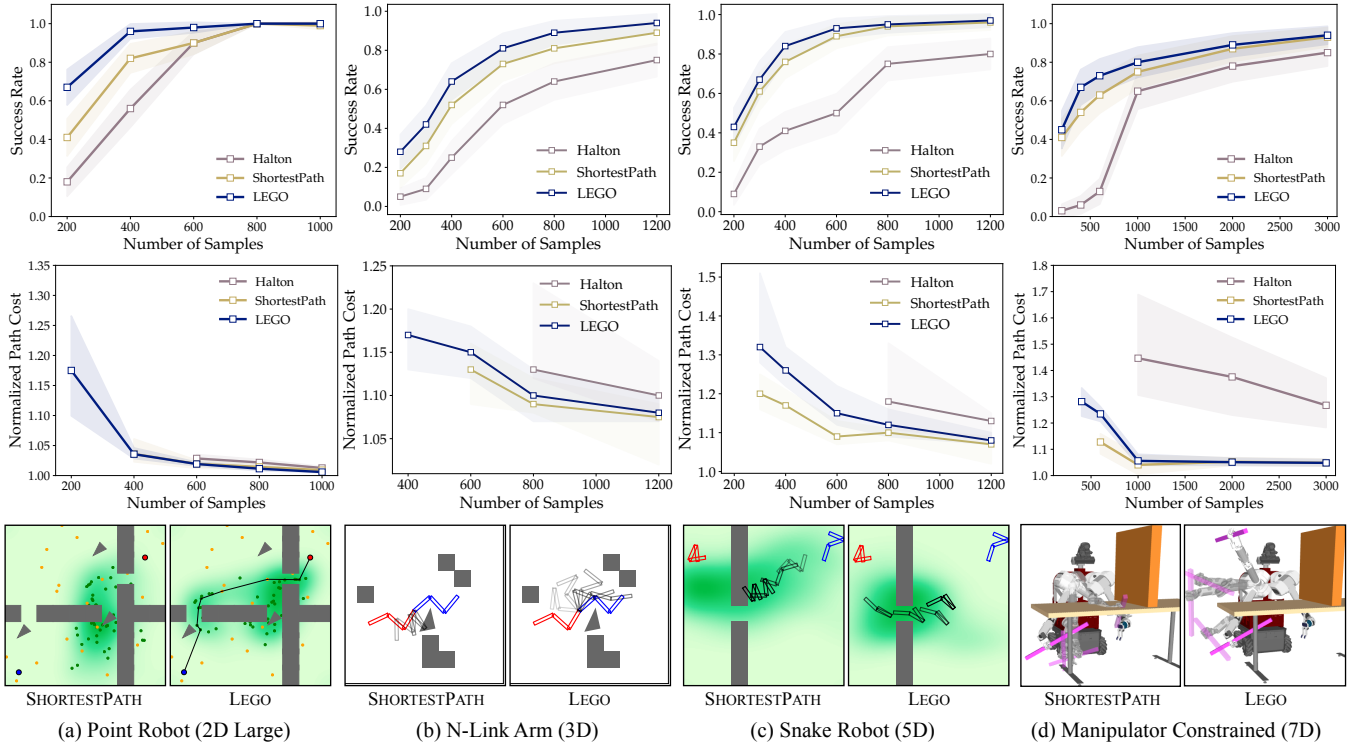 Success Rate
1.0
0.8
0.6
0.4
0.2
0.0
200 400 600 800 1000
Number of Samples
Halton
ShortestPath
LEGO
Success Rate
1.0
0.8
0.6
0.4
0.2
0.0
200 300 400 600 800 1200
Number of Samples
Halton
ShortestPath
LEGO
Success Rate
1.0
0.8
0.6
0.4
0.2
0.0
200 400 600 800 1000 1200
Number of Samples
Halton
ShortestPath
LEGO
Success Rate
1.0
0.8
0.6
0.4
0.2
0.0
500 1000 1500 2000 2500 3000
Number of Samples
Halton
ShortestPath
LEGO
Normalized Path Cost
1.35
1.30
1.25
1.20
1.15
1.10
1.05
1.00
200 400 600 800 1000
Number of Samples
Halton
ShortestPath
LEGO
Normalized Path Cost
1.25
1.20
1.15
1.10
1.05
400 500 600 700 800 900 1000 1100 1200
Number of Samples
Halton
ShortestPath
LEGO
Normalized Path Cost
1.5
1.4
1.3
1.2
1.1
1.0
200 400 600 800 1000 1200
Number of Samples
Halton
ShortestPath
LEGO
Normalized Path Cost
1.8
1.7
1.6
1.5
1.4
1.3
1.2
1.1
1.0
500 1000 1500 2000 2500 3000
Number of Samples
Halton
ShortestPath
LEGO
SHORTESTPATH LEGO SHORTESTPATH LEGO SHORTESTPATH LEGO SHORTESTPATH LEGO
(a) Point Robot (2D Large) (b) N-Link Arm (3D) (c) Snake Robot (5D) (d) Manipulator Constrained (7D)